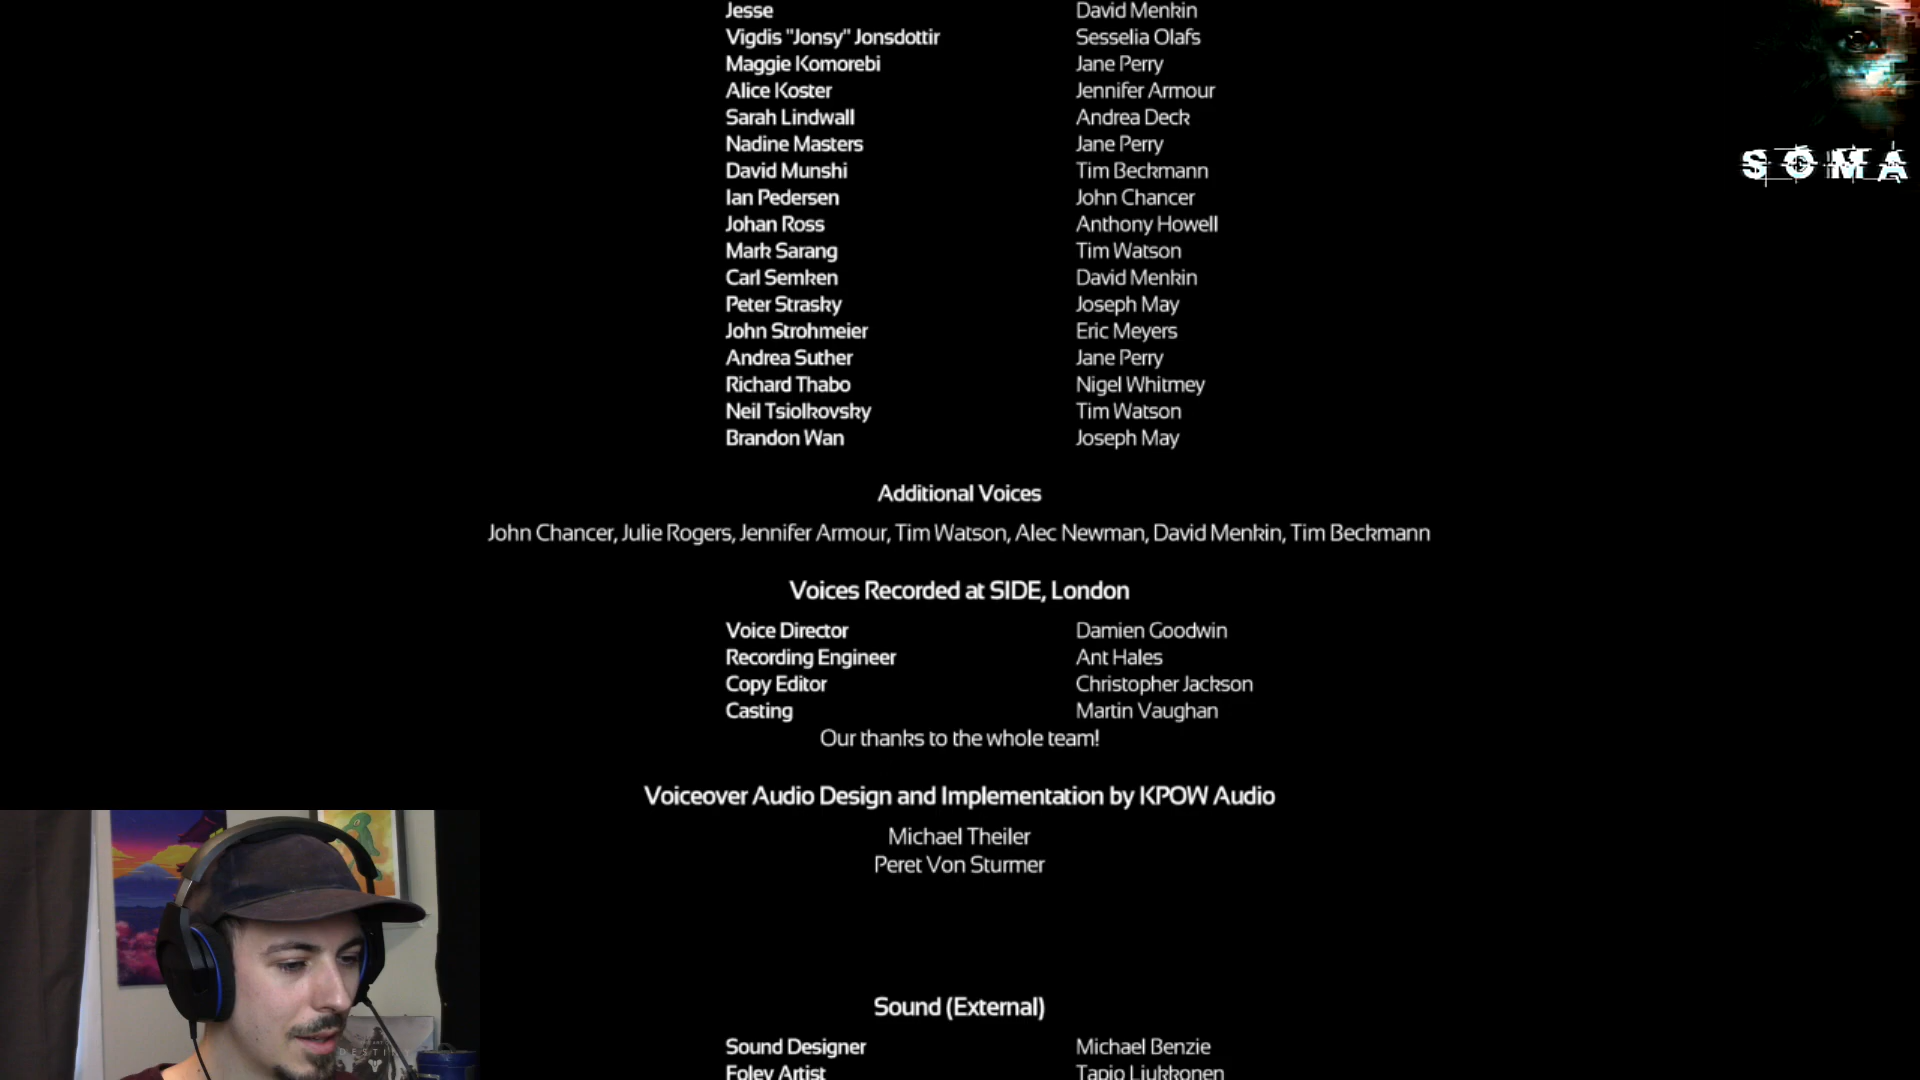 Jesse David Menkin
Vigdis "Jonsy" Jonsdottir Sesselia Olafs
Maggie Komorebi Jane Perry
Alice Koster Jennifer Armour
Sarah Lindwall Andrea Deck
Nadine Masters Jane Perry
David Munshi Tim Beckmann
Ian Pedersen John Chancer
Johan Ross Anthony Howell
Mark Sarang Tim Watson
Carl Semken David Menkin
Peter Strasky Joseph May
John Strohmeier Eric Meyers
Andrea Suther Jane Perry
Richard Thabo Nigel Whitmey
Neil Tsiolkovsky Tim Watson
Brandon Wan Joseph May
Additional Voices
John Chancer, Julie Rogers, Jennifer Armour, Tim Watson, Alec Newman, David Menkin, Tim Beckmann
Voices Recorded at SIDE, London
Voice Director Damien Goodwin
Recording Engineer Ant Hales
Copy Editor Christopher Jackson
Casting Martin Vaughan
Our thanks to the whole team!
Voiceover Audio Design and Implementation by KPOW Audio
Michael Theiler
Peret Von Sturmer
Sound (External)
Sound Designer Michael Benzie
Foley Artist Tapio Liukkonen
SOMA